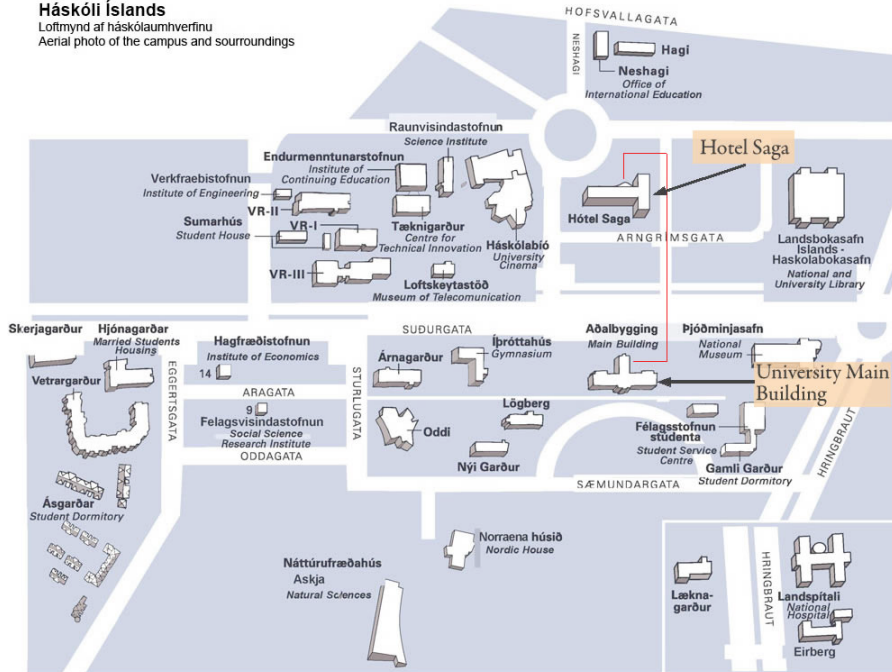 Háskóli Íslands
Loftmynd af háskólaumhverfinu
Aerial photo of the campus and sourroundings
HOFSVALLAGATA
NESHAGI
Hagi
Neshagi
Office of
International Education
Raunvisindastofnun
Science Institute
Endurmenntunarstofnun
Institute of
Continuing Education
Hotel Saga
Verkfraebistofnun
Institute of Engineering
VR-II
Sumarhús
Student House
VR-I
Tæknigarður
Centre for
Technical Innovation
Háskólabíó
University
Cinema
Hótel Saga
ARNGRÍMSGATA
Landsbokasafn
Islands -
Haskolabokasafn
National and
University Library
VR-III
Loftskeytastöð
Museum of Telecomunication
SUDURGATA
Skerjagarður
Hjónagarðar
Married Students
Housing
Hagfræðistofnun
Institute of Economics
14
Árnagarður
Íþróttahús
Gymnasium
Aðalbygging
Main Building
Þjóðminjasafn
National
Museum
University Main
Building
Vetrargarður
EGGERTSGATA
ARAGATA
STURLUGATA
9
Felagsvisindastofnun
Social Science
Research Institute
ODDAGATA
Oddi
Lögberg
Nýi Garður
Félagsstofnun
stúdenta
Student Service
Centre
Gamli Garður
Student Dormitory
HRINGBRAUT
SÆMUNDARGATA
Ásgarðar
Student Dormitory
Norraena húsið
Nordic House
Náttúrufræðahús
Askja
Natural Sciences
Lækna-
garður
HRINGBRAUT
Landspítali
National
Hospital
Eirberg